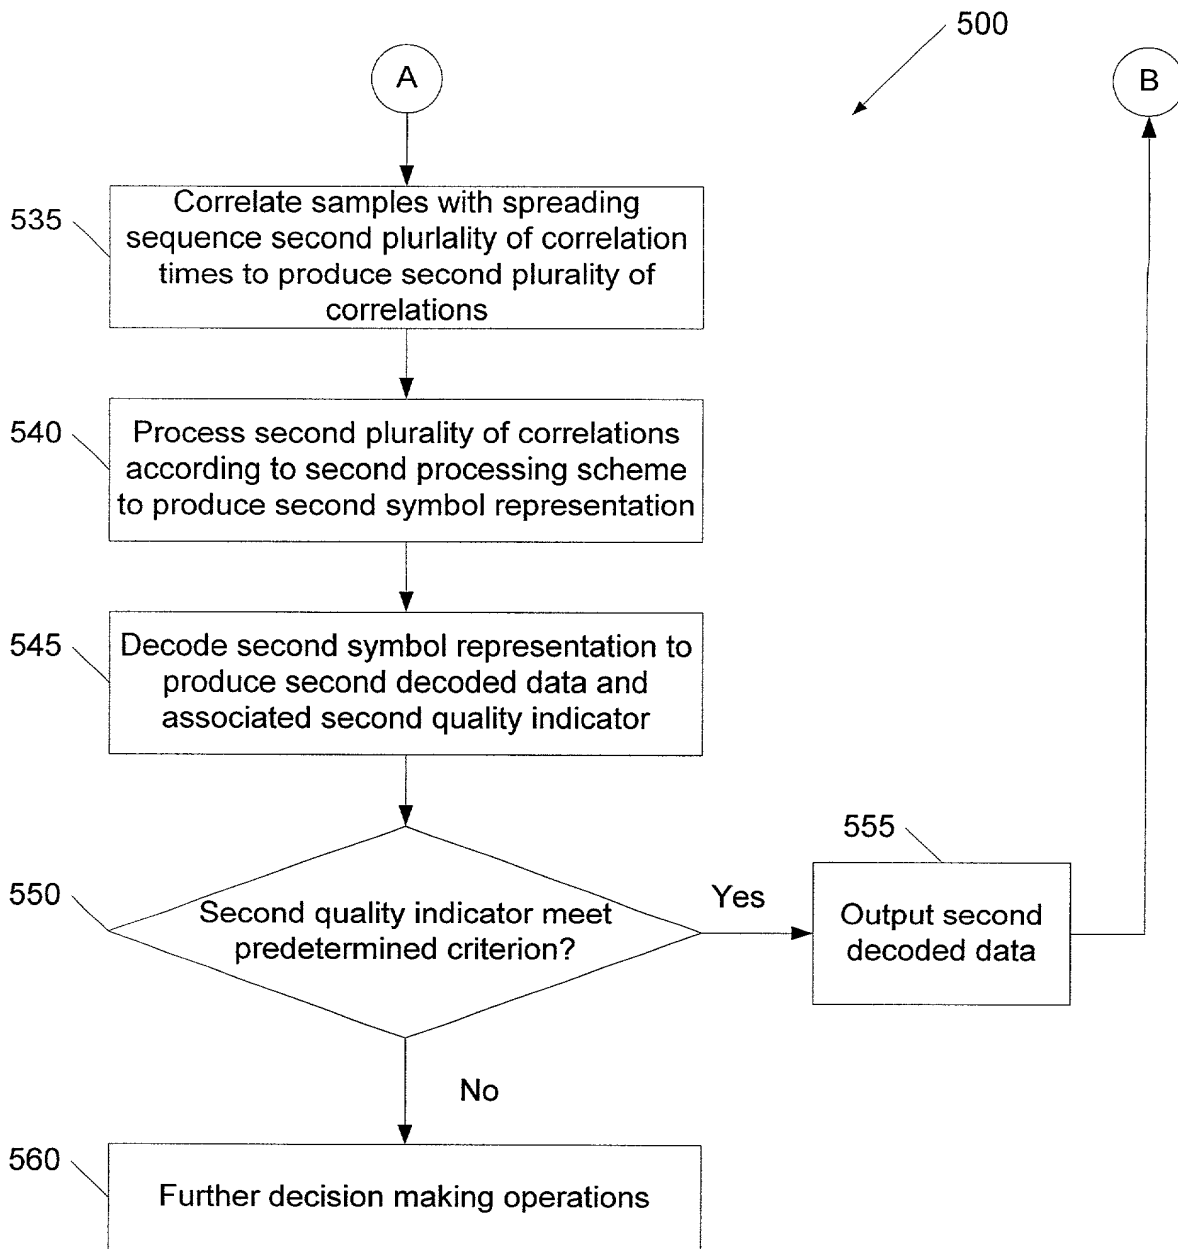 500
A
B
535
Correlate samples with spreading
sequence second plurlality of correlation
times to produce second plurality of
correlations
540
Process second plurality of correlations
according to second processing scheme
to produce second symbol representation
545
Decode second symbol representation to
produce second decoded data and
associated second quality indicator
550
Second quality indicator meet
predetermined criterion?
Yes
555
Output second
decoded data
No
560
Further decision making operations